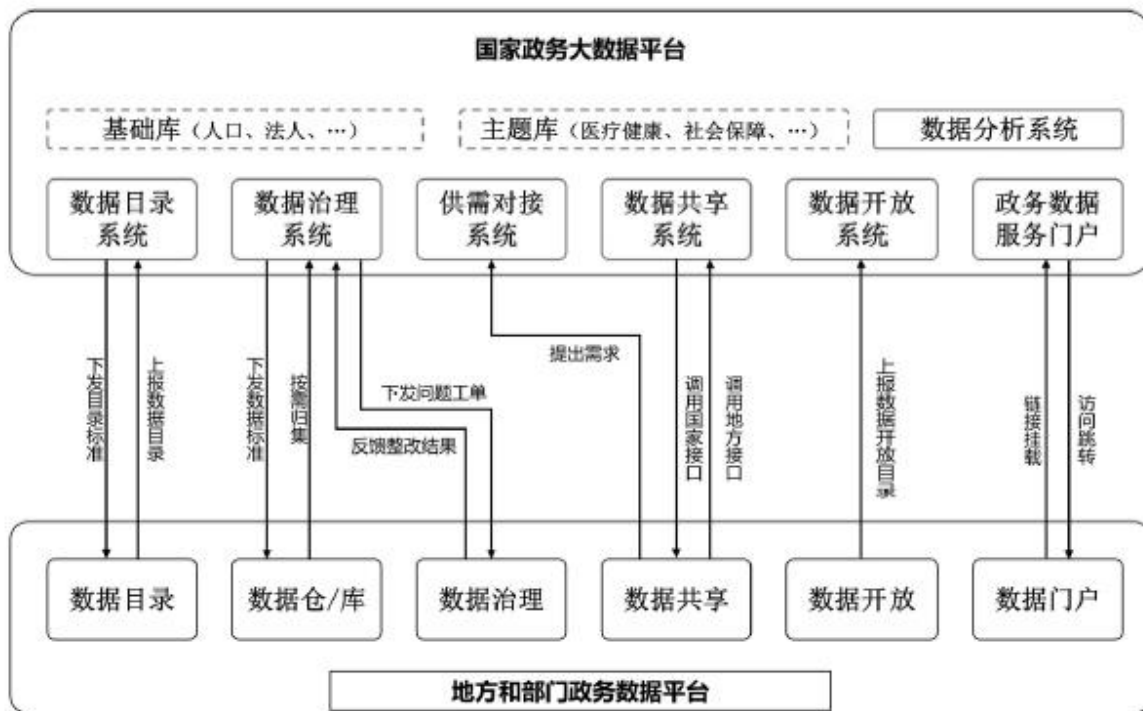 国家政务大数据平台
基础库（人口、法人、…）
主题库（医疗健康、社会保障、…）
数据分析系统
数据目录
系统
数据治理
系统
供需对接
系统
数据共享
系统
数据开放
系统
政务数据
服务门户
下发目录标准
上报数据目录
下发数据标准
按需归集
下发问题工单
反馈整改结果
提出需求
调用国家接口
调用地方接口
上报数据开放目录
链接挂载
访问跳转
数据目录
数据仓/库
数据治理
数据共享
数据开放
数据门户
地方和部门政务数据平台